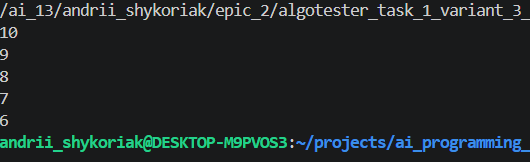 /ai_13/andrii_shykoriak/epic_2/algotester_task_1_variant_3_
10
9
8
7
6
andrii_shykoriak@DESKTOP-M9PVOS3:~/projects/ai_programming_